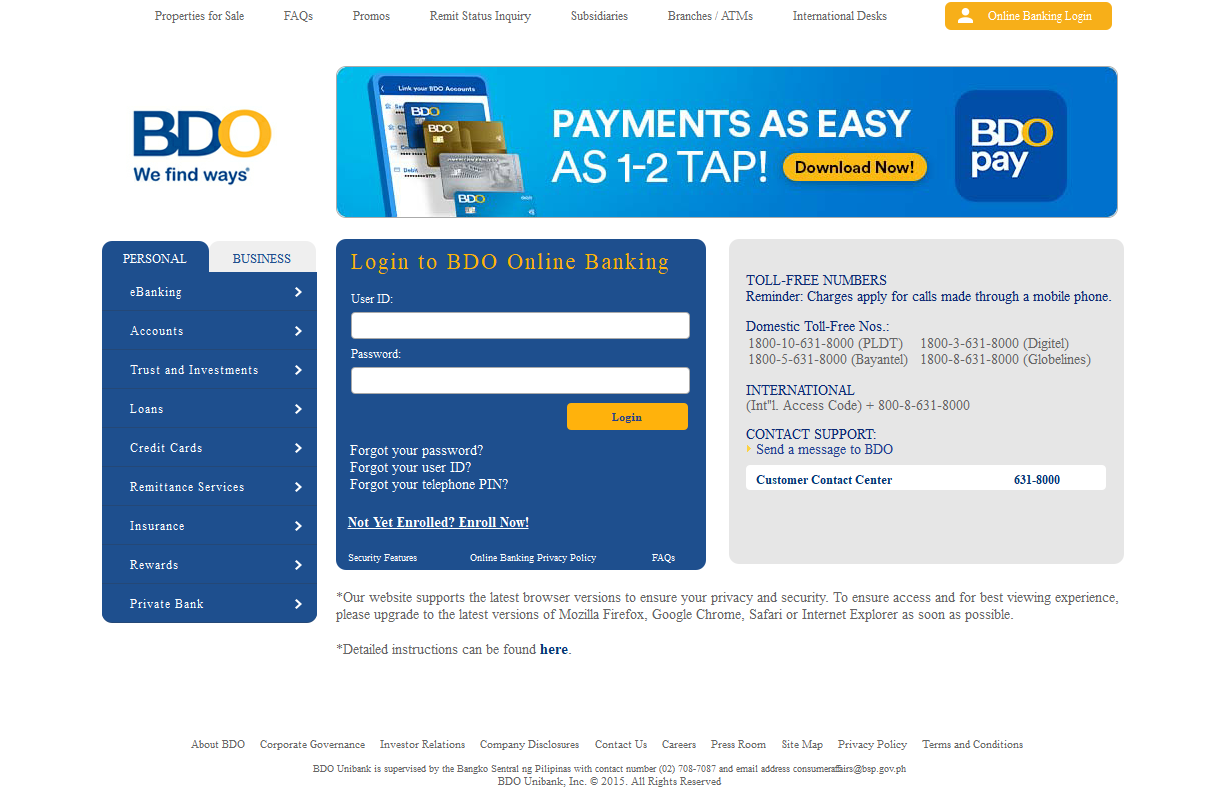 Properties for Sale FAQs Promos Remit Status Inquiry Subsidiaries Branches / ATMs International Desks Online Banking Login
BDO
We find ways®
Link your BDO Accounts
Debit
BDO
BDO
BDO
PAYMENTS AS EASY
AS 1-2 TAP!
Download Now!
BDO
pay
PERSONAL BUSINESS
eBanking
Accounts
Trust and Investments
Loans
Credit Cards
Remittance Services
Insurance
Rewards
Private Bank
Login to BDO Online Banking
User ID:
Password:
Login
Forgot your password?
Forgot your user ID?
Forgot your telephone PIN?
Not Yet Enrolled? Enroll Now!
Security Features Online Banking Privacy Policy FAQs
TOLL-FREE NUMBERS
Reminder: Charges apply for calls made through a mobile phone.
Domestic Toll-Free Nos.:
1800-10-631-8000 (PLDT) 1800-3-631-8000 (Digitel)
1800-5-631-8000 (Bayantel) 1800-8-631-8000 (Globelines)
INTERNATIONAL
(Int"l. Access Code) + 800-8-631-8000
CONTACT SUPPORT:
Send a message to BDO
Customer Contact Center 631-8000
*Our website supports the latest browser versions to ensure your privacy and security. To ensure access and for best viewing experience,
please upgrade to the latest versions of Mozilla Firefox, Google Chrome, Safari or Internet Explorer as soon as possible.
*Detailed instructions can be found here.
About BDO Corporate Governance Investor Relations Company Disclosures Contact Us Careers Press Room Site Map Privacy Policy Terms and Conditions
BDO Unibank is supervised by the Bangko Sentral ng Pilipinas with contact number (02) 708-7087 and email address consumeraffairs@bsp.gov.ph
BDO Unibank, Inc. © 2015. All Rights Reserved